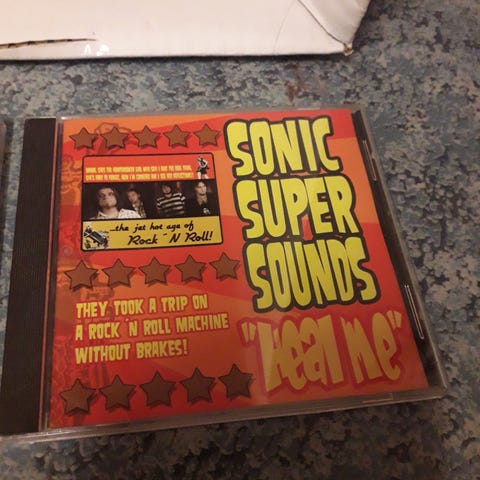 SONIC
SUPER
SOUNDS
"Heal me"
...the jet hot age of
Rock 'N Roll!
THEY TOOK A TRIP ON
A ROCK 'N ROLL MACHINE
WITHOUT BRAKES!